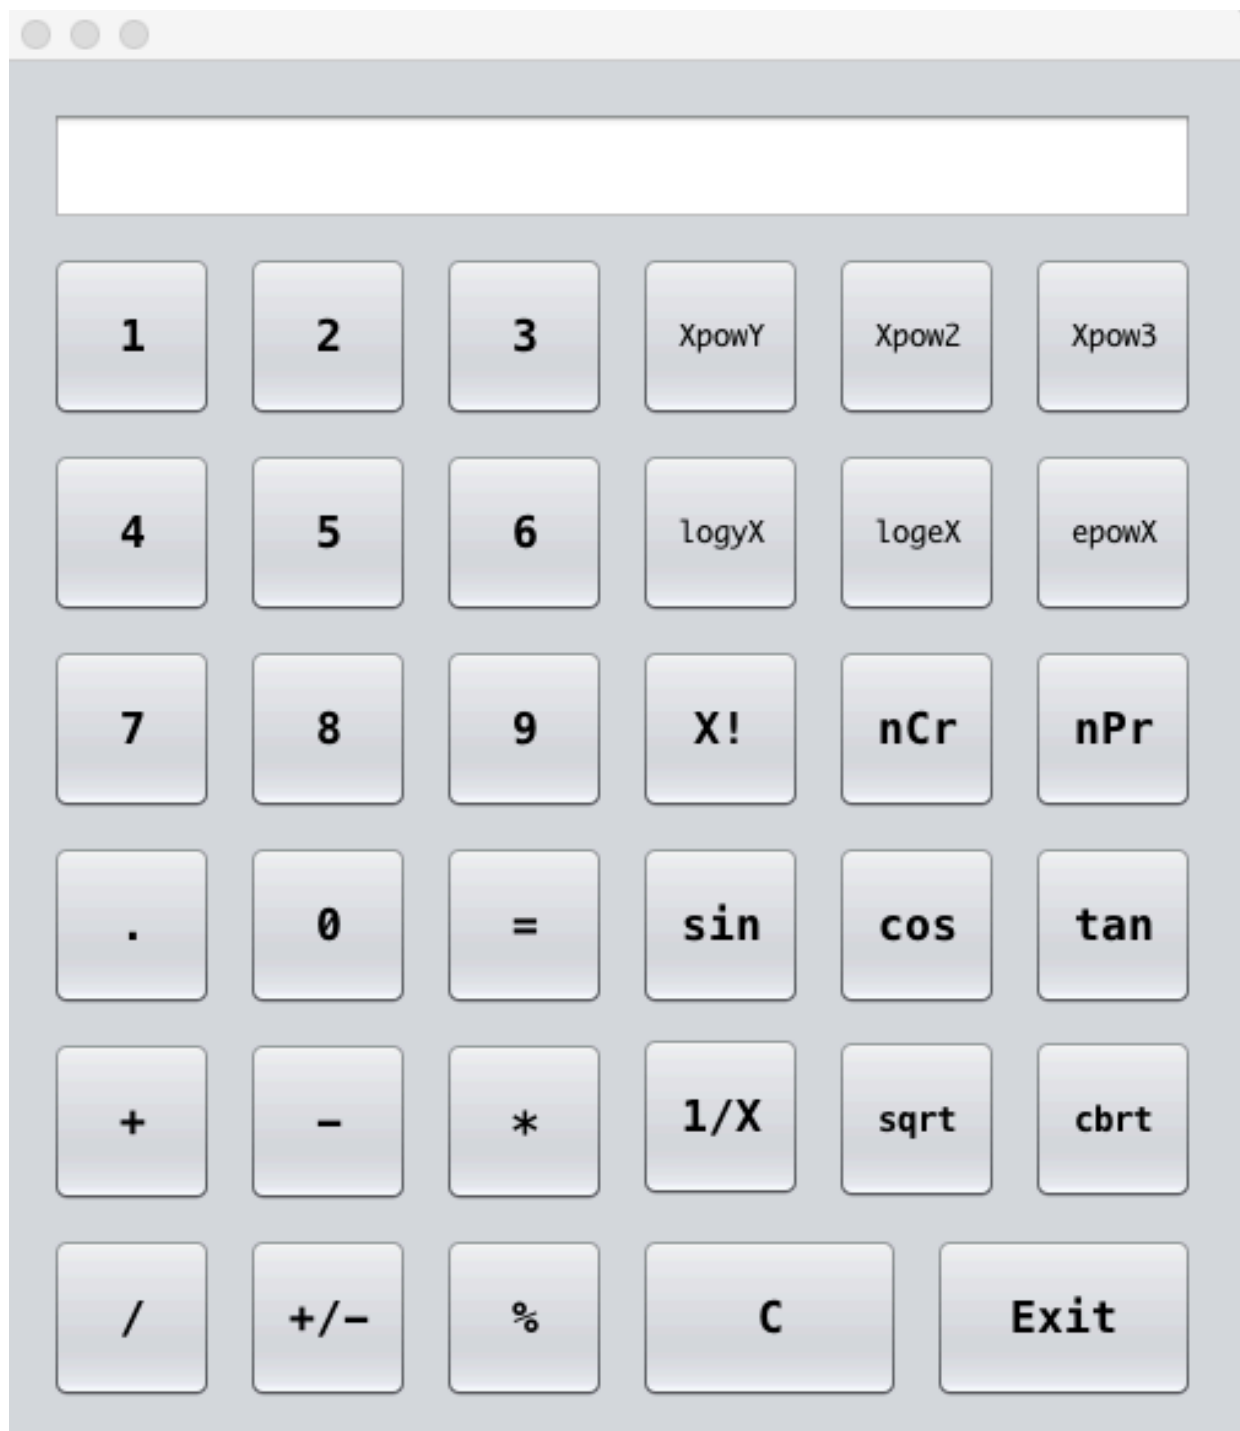 1 2 3 XpowY Xpow2 Xpow3
4 5 6 logyX logeX epowX
7 8 9 X! nCr nPr
. 0 = sin cos tan
+ - * 1/X sqrt cbrt
/ +/- % C Exit